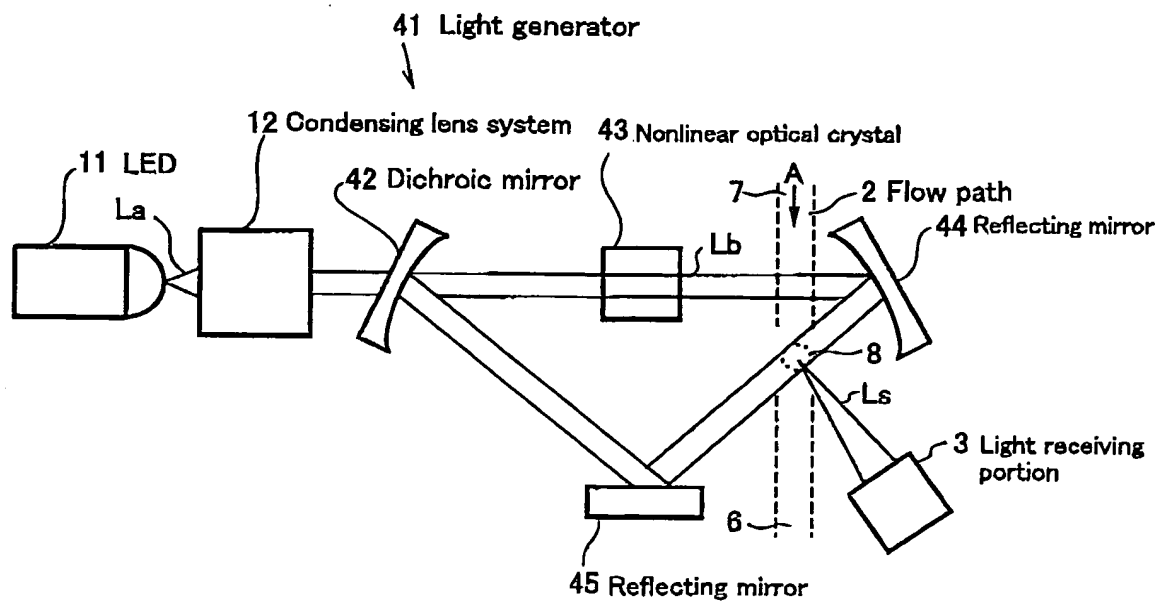 41 Light generator
12 Condensing lens system
43 Nonlinear optical crystal
11 LED
42 Dichroic mirror
7
A
2 Flow path
La
Lb
44 Reflecting mirror
8
Ls
3 Light receiving
portion
6
45 Reflecting mirror